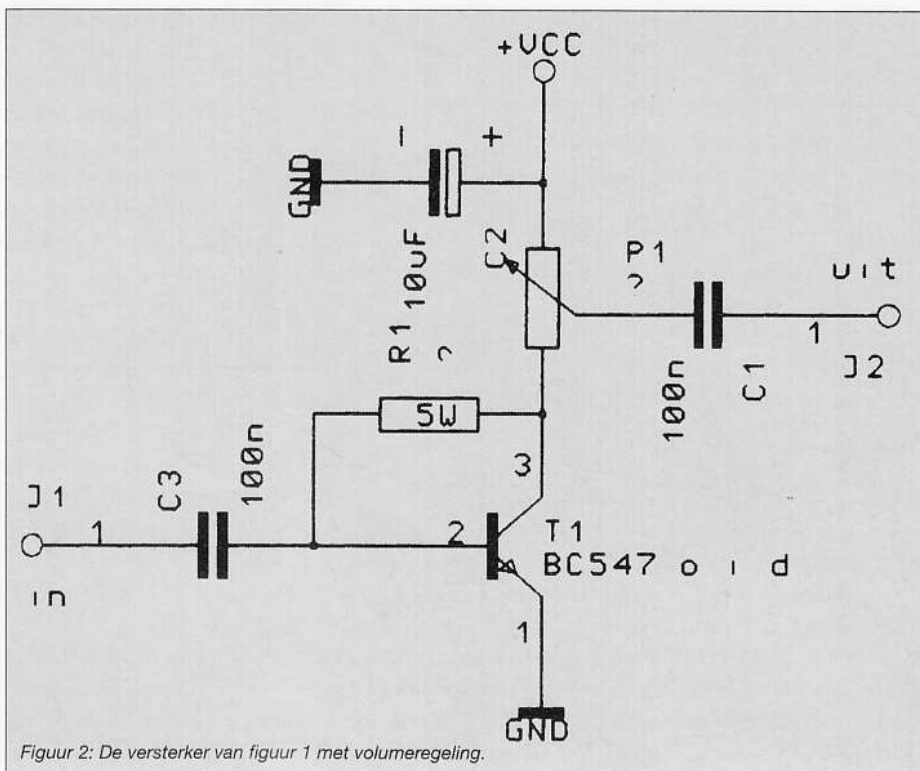 +VCC
- +
GND
10uF
C2
P1
?
uit
1
J2
100n
C1
R1
?
5W
3
J1
1
in
C3
100n
2
T1
BC547 o i d
1
GND
Figuur 2: De versterker van figuur 1 met volumeregeling.